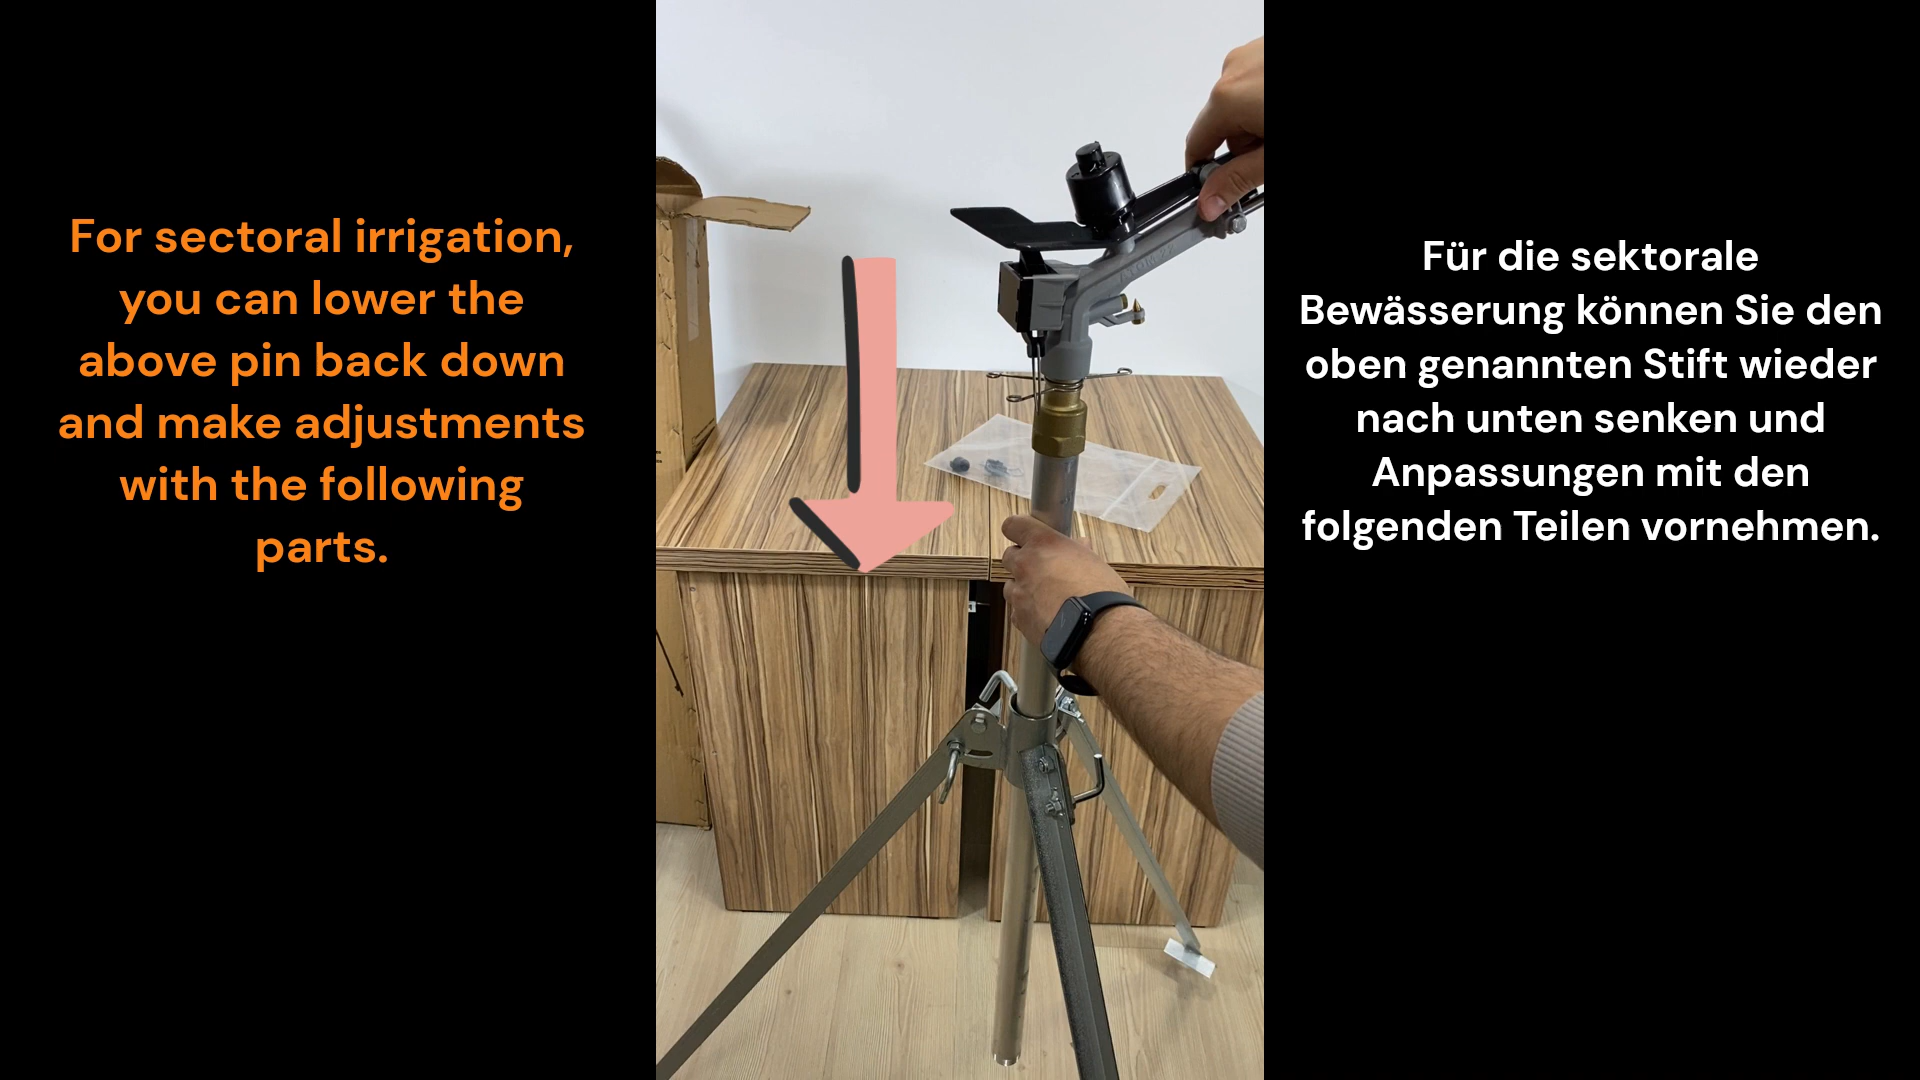 For sectoral irrigation,
you can lower the
above pin back down
and make adjustments
with the following
parts.
Für die sektorale
Bewässerung können Sie den
oben genannten Stift wieder
nach unten senken und
Anpassungen mit den
folgenden Teilen vornehmen.